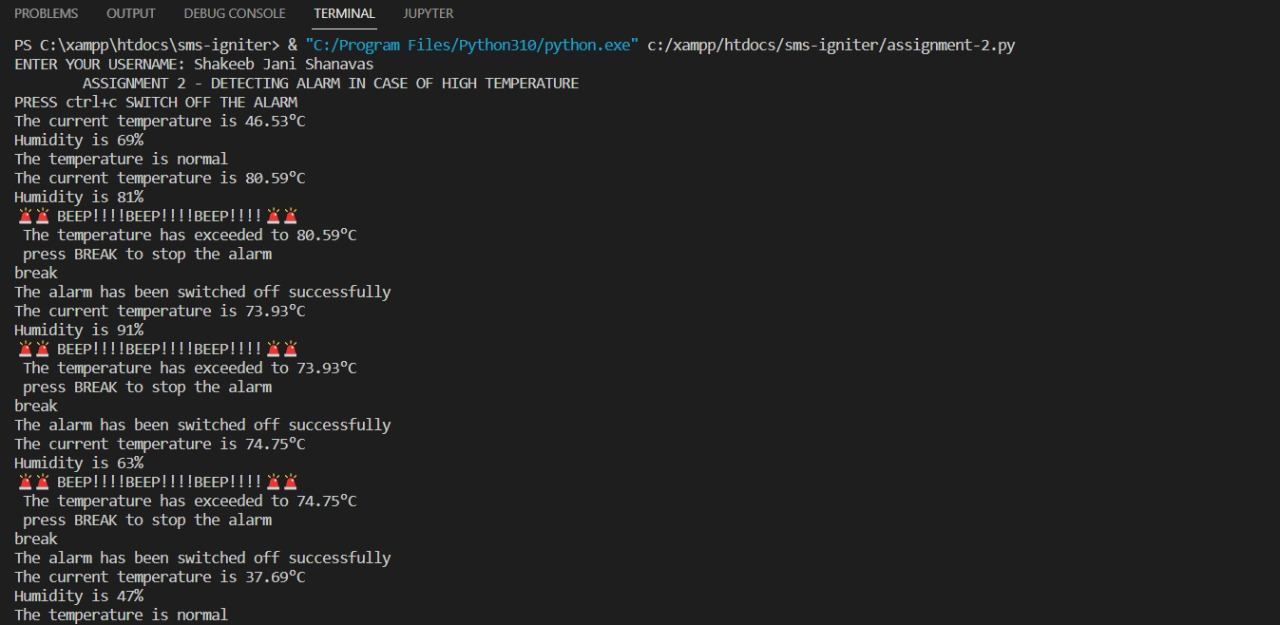 PROBLEMS OUTPUT DEBUG CONSOLE TERMINAL JUPYTER
PS C:\xampp\htdocs\sms-igniter> & "C:/Program Files/Python310/python.exe" c:/xampp/htdocs/sms-igniter/assignment-2.py
ENTER YOUR USERNAME: Shakeeb Jani Shanavas
ASSIGNMENT 2 - DETECTING ALARM IN CASE OF HIGH TEMPERATURE
PRESS ctrl+c SWITCH OFF THE ALARM
The current temperature is 46.53°C
Humidity is 69%
The temperature is normal
The current temperature is 80.59°C
Humidity is 81%
🚨🚨 BEEP!!!!BEEP!!!!BEEP!!!!🚨🚨
The temperature has exceeded to 80.59°C
press BREAK to stop the alarm
break
The alarm has been switched off successfully
The current temperature is 73.93°C
Humidity is 91%
🚨🚨 BEEP!!!!BEEP!!!!BEEP!!!!🚨🚨
The temperature has exceeded to 73.93°C
press BREAK to stop the alarm
break
The alarm has been switched off successfully
The current temperature is 74.75°C
Humidity is 63%
🚨🚨 BEEP!!!!BEEP!!!!BEEP!!!!🚨🚨
The temperature has exceeded to 74.75°C
press BREAK to stop the alarm
break
The alarm has been switched off successfully
The current temperature is 37.69°C
Humidity is 47%
The temperature is normal